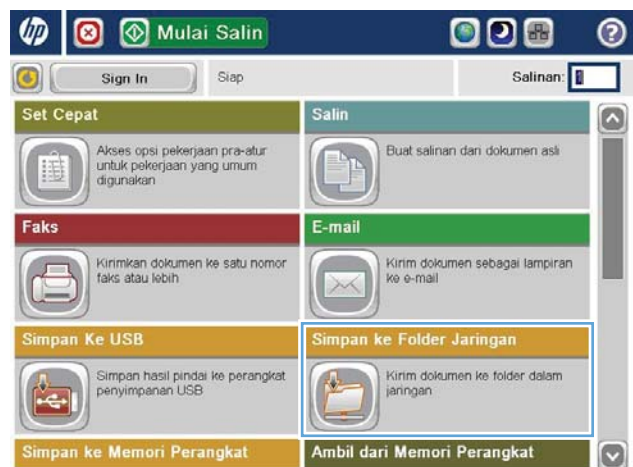 hp
Mulai Salin
?
Sign In
Siap
Salinan: 1
Set Cepat
Akses opsi pekerjaan pra-atur
untuk pekerjaan yang umum
digunakan
Salin
Buat salinan dari dokumen asli
Faks
Kirimkan dokumen ke satu nomor
faks atau lebih
E-mail
Kirim dokumen sebagai lampiran
ke e-mail
Simpan Ke USB
Simpan hasil pindai ke perangkat
penyimpanan USB
Simpan ke Folder Jaringan
Kirim dokumen ke folder dalam
jaringan
Simpan ke Memori Perangkat
Ambil dari Memori Perangkat